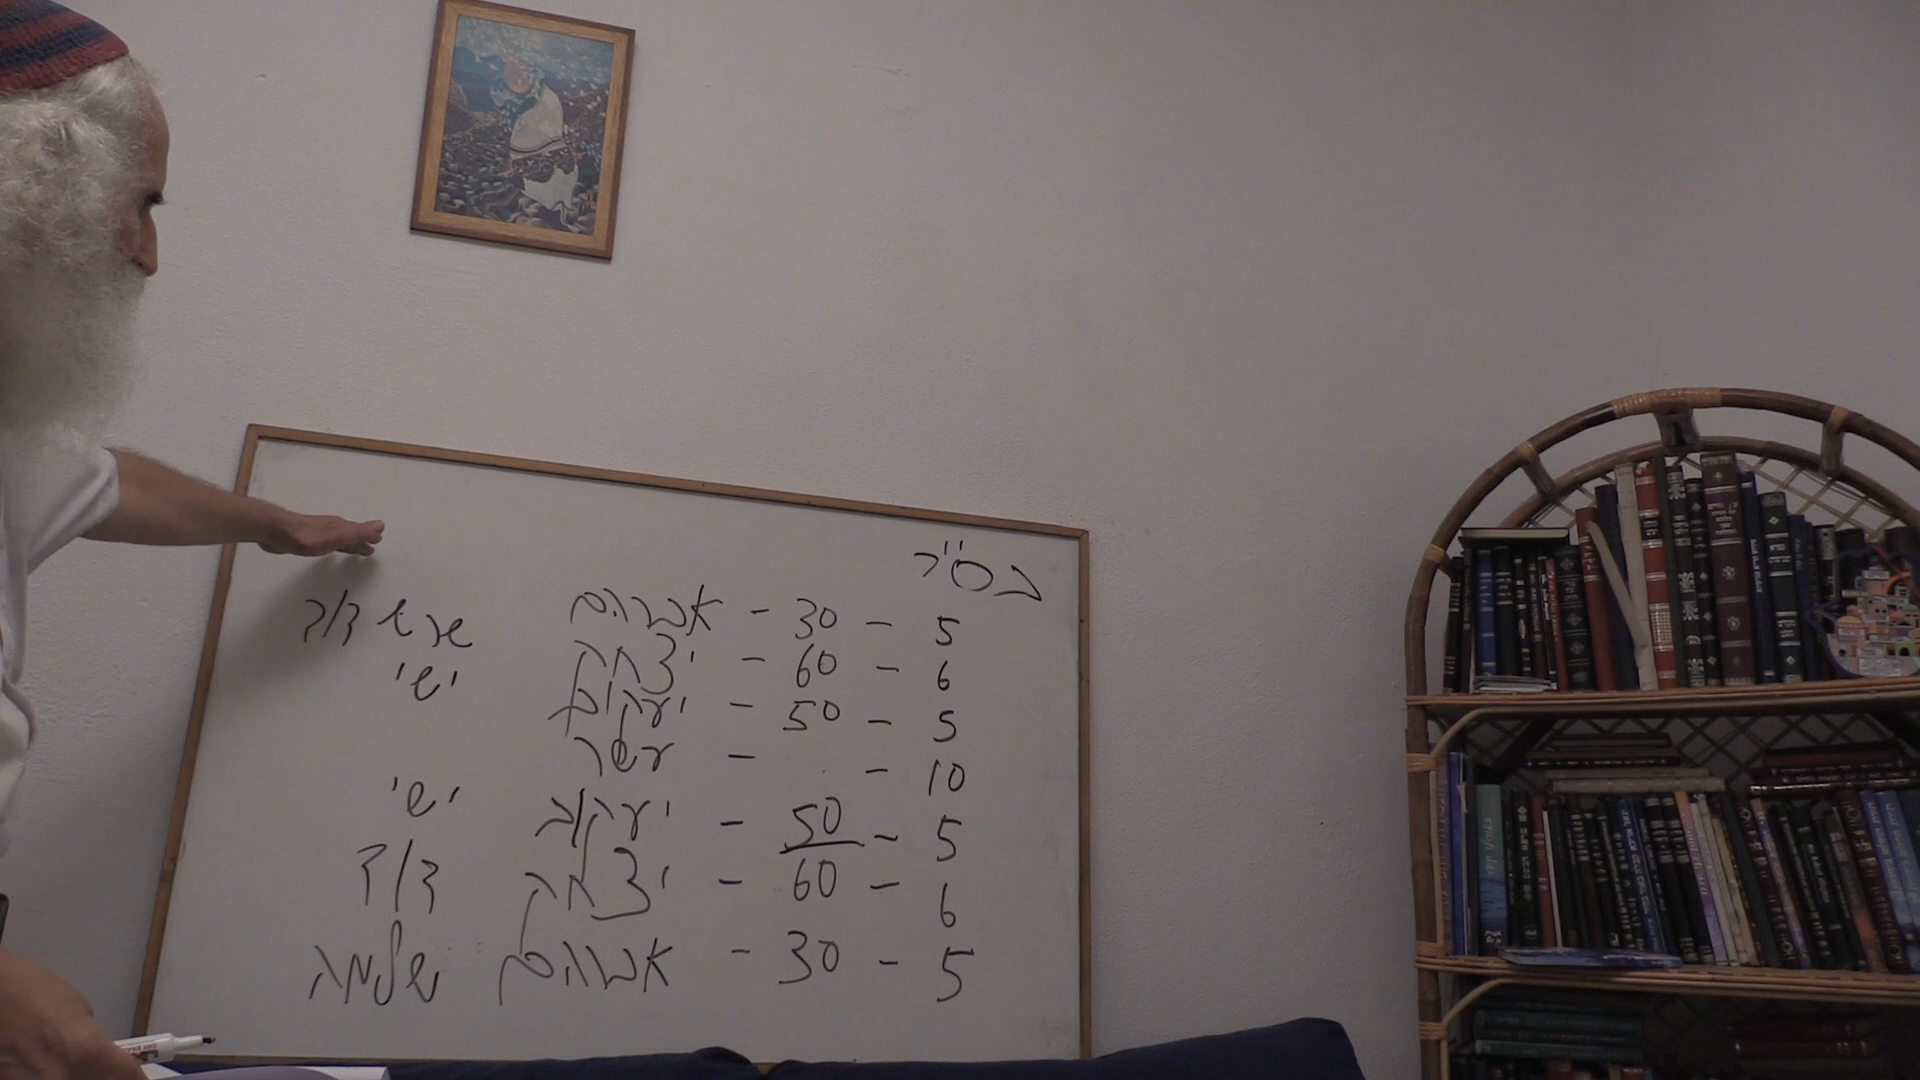 בס"ד
5 - 30 - אברהם שרש דוד
6 - 60 - יצחק ישי
5 - 50 - יעקב
10 - - עשר
5 - 50 - יעקב ישי
6 - 60 - יצחק דוד
5 - 30 - אברהם שלמה